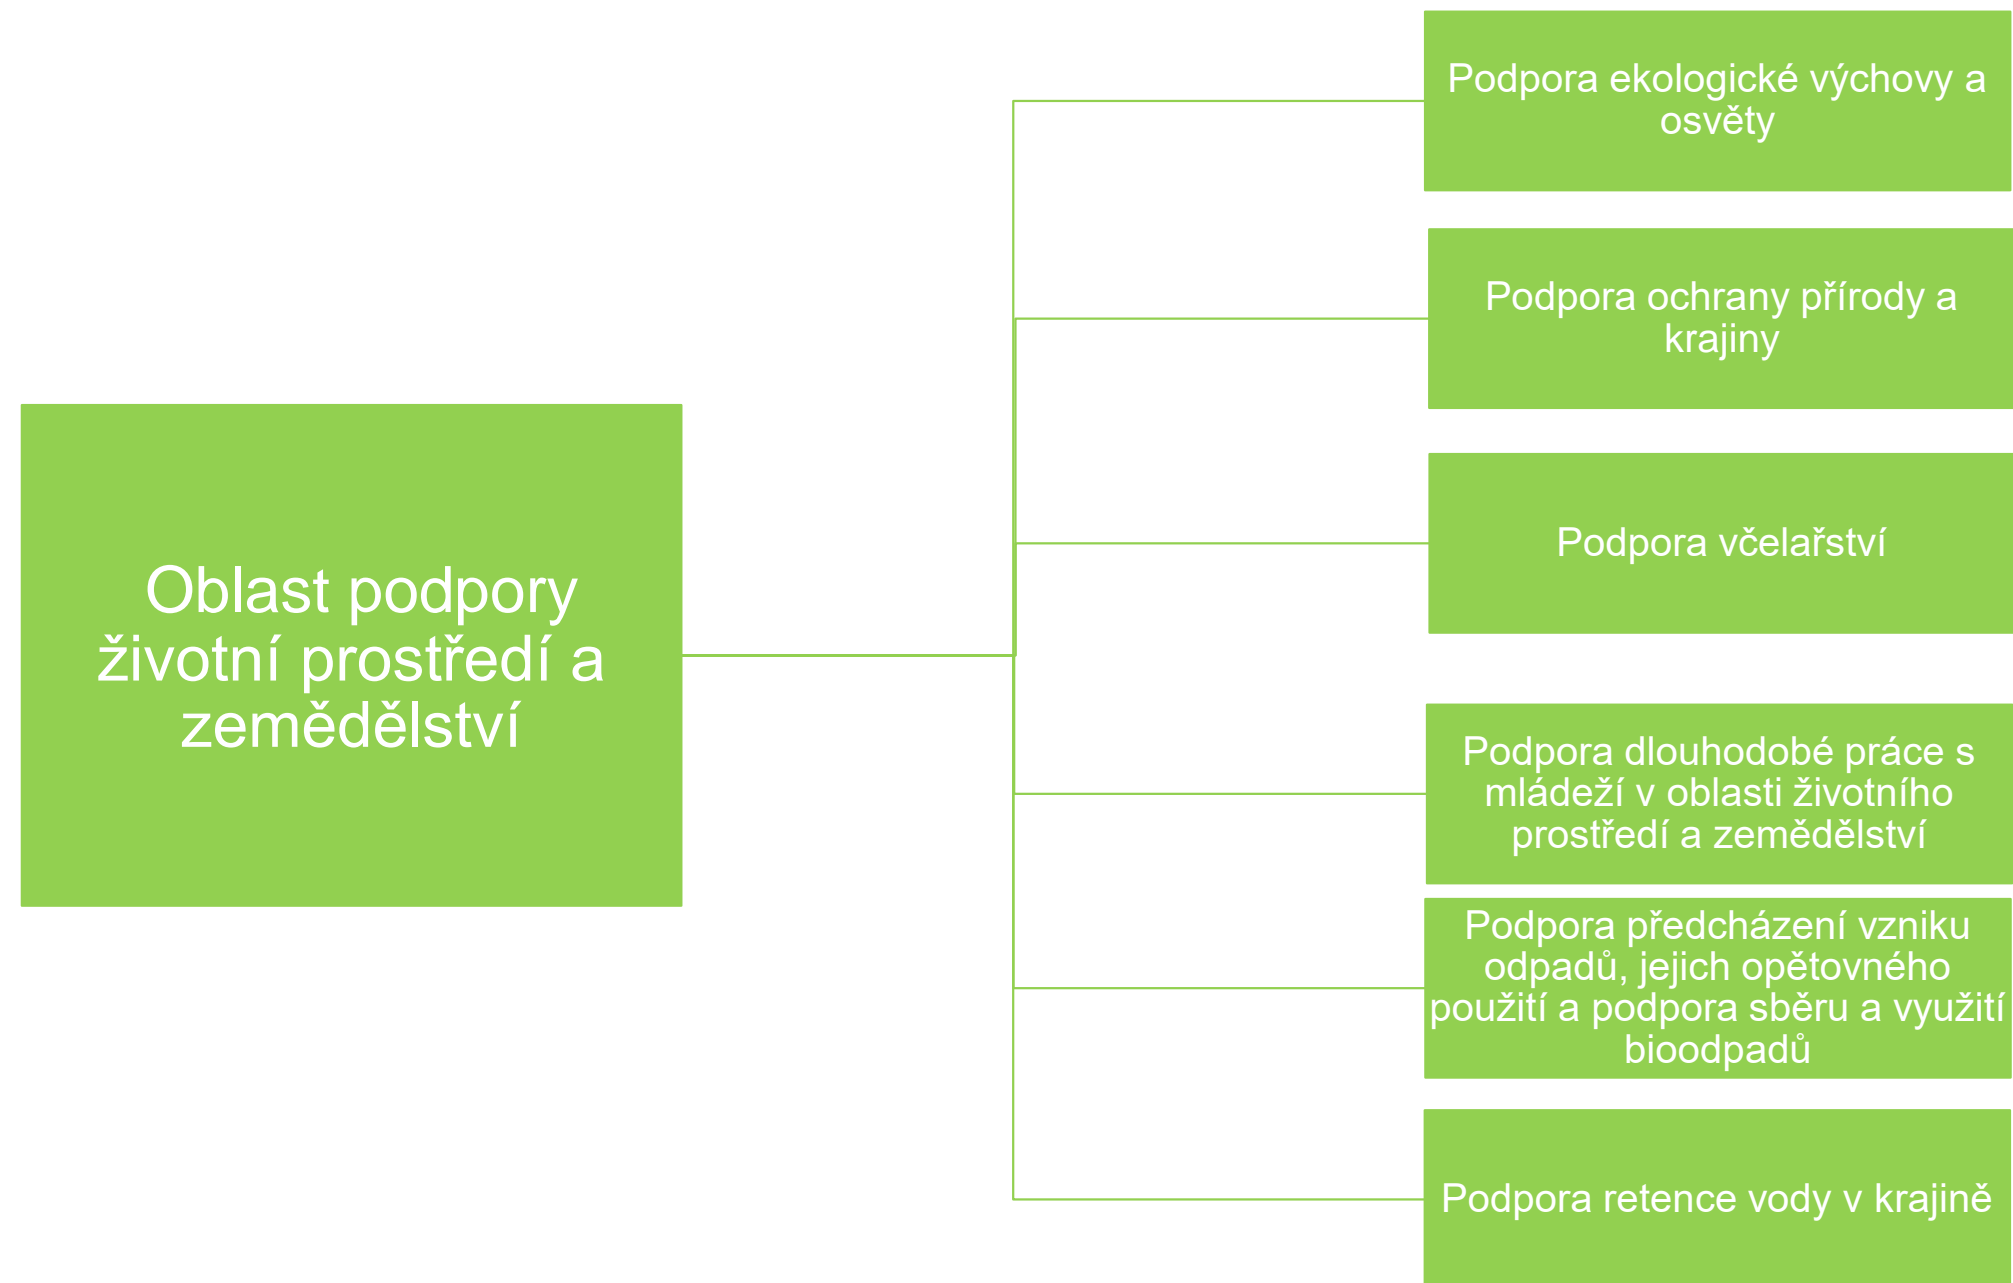 Podpora ekologické výchovy a
osvěty
Podpora ochrany přírody a
krajiny
Podpora včelařství
Oblast podpory
životní prostředí a
zemědělství
Podpora dlouhodobé práce s
mládeží v oblasti životního
prostředí a zemědělství
Podpora předcházení vzniku
odpadů, jejich opětovného
použití a podpora sběru a využití
bioodpadů
Podpora retence vody v krajině